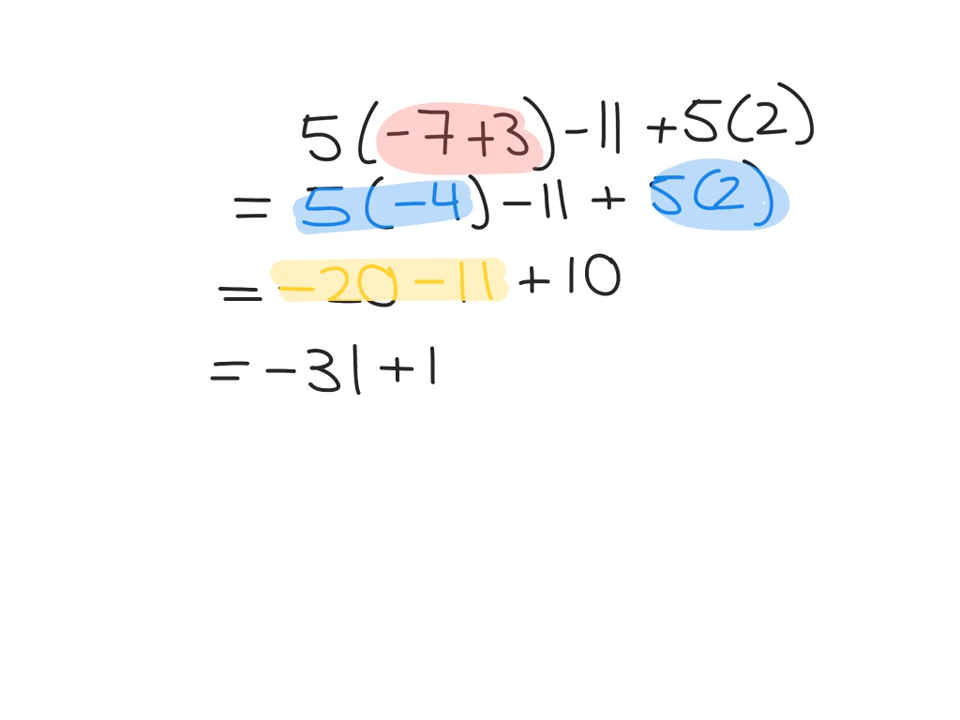 5(-7+3)-11+5(2)
= 5(-4)-11+5(2)
= -20-11+10
= -31+1